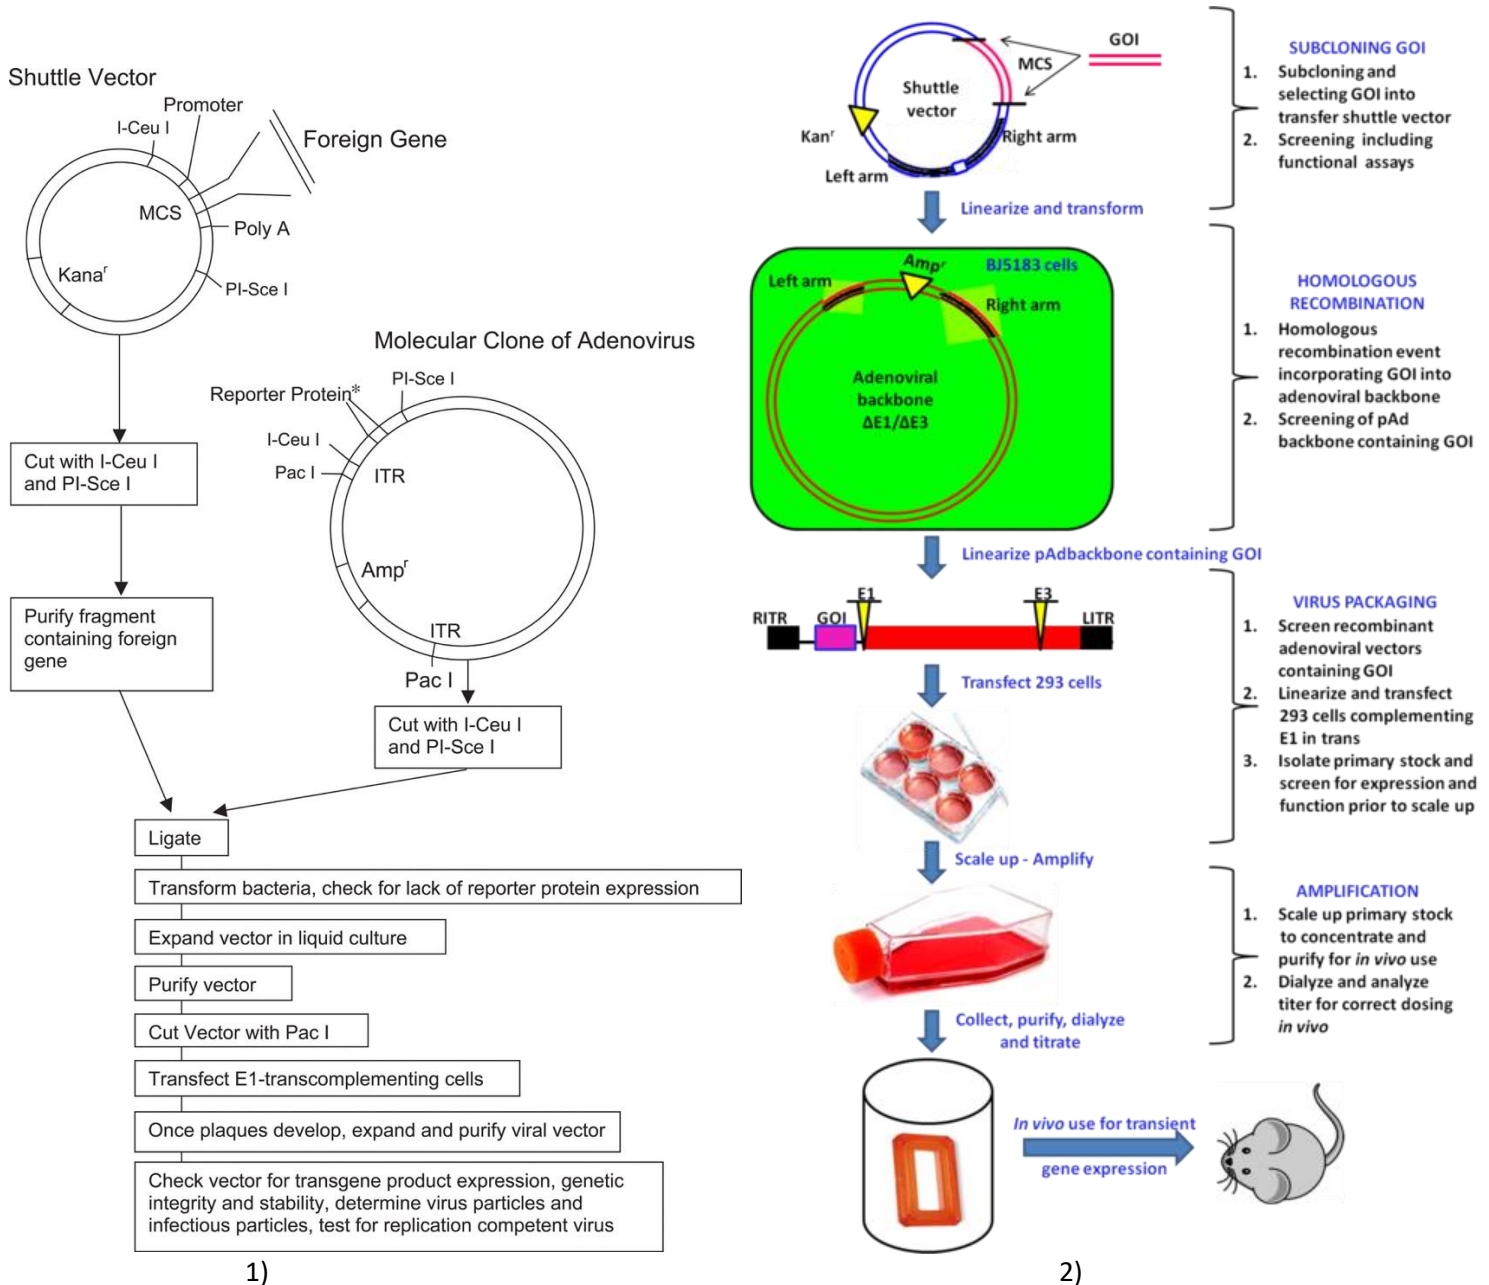 Shuttle Vector
Promoter
I-Ceu I
Foreign Gene
MCS
Poly A
Kanaʳ
PI-Sce I
Molecular Clone of Adenovirus
PI-Sce I
Reporter Protein*
I-Ceu I
Pac I
ITR
Ampʳ
ITR
Pac I
Cut with I-Ceu I
and PI-Sce I
Purify fragment
containing foreign
gene
Cut with I-Ceu I
and PI-Sce I
Ligate
Transform bacteria, check for lack of reporter protein expression
Expand vector in liquid culture
Purify vector
Cut Vector with Pac I
Transfect E1-transcomplementing cells
Once plaques develop, expand and purify viral vector
Check vector for transgene product expression, genetic
integrity and stability, determine virus particles and
infectious particles, test for replication competent virus
1)
GOI
MCS
Shuttle
vector
Kanʳ
Right arm
Left arm
Linearize and transform
SUBCLONING GOI
1. Subcloning and
selecting GOI into
transfer shuttle vector
2. Screening including
functional assays
Ampʳ
BJ5183 cells
Left arm
Right arm
Adenoviral
backbone
ΔE1/ΔE3
HOMOLOGOUS
RECOMBINATION
1. Homologous
recombination event
incorporating GOI into
adenoviral backbone
2. Screening of pAd
backbone containing GOI
Linearize pAdbackbone containing GOI
E1
E3
RITR
GOI
LITR
Transfect 293 cells
VIRUS PACKAGING
1. Screen recombinant
adenoviral vectors
containing GOI
2. Linearize and transfect
293 cells complementing
E1 in trans
3. Isolate primary stock and
screen for expression and
function prior to scale up
Scale up - Amplify
AMPLIFICATION
1. Scale up primary stock
to concentrate and
purify for in vivo use
2. Dialyze and analyze
titer for correct dosing
in vivo
Collect, purify, dialyze
and titrate
In vivo use for transient
gene expression
2)